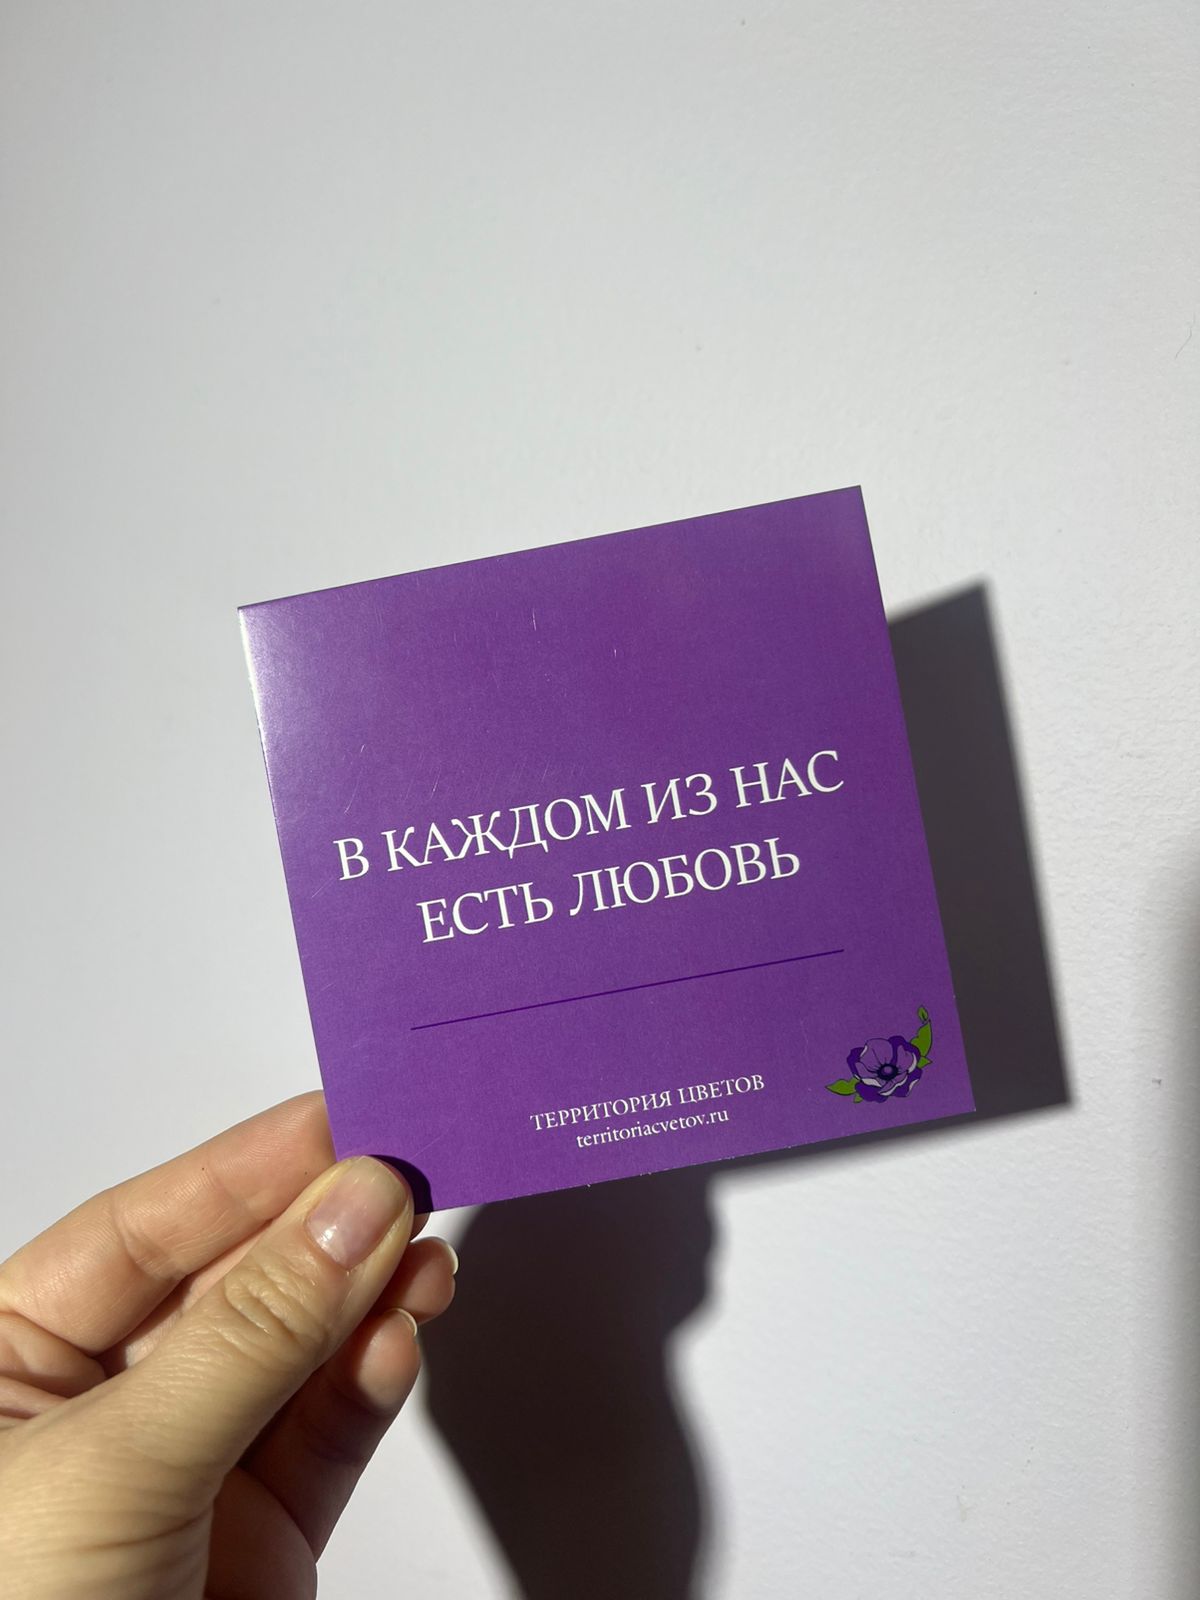 В КАЖДОМ ИЗ НАС
ЕСТЬ ЛЮБОВЬ
ТЕРРИТОРИЯ ЦВЕТОВ
territoriacvetov.ru